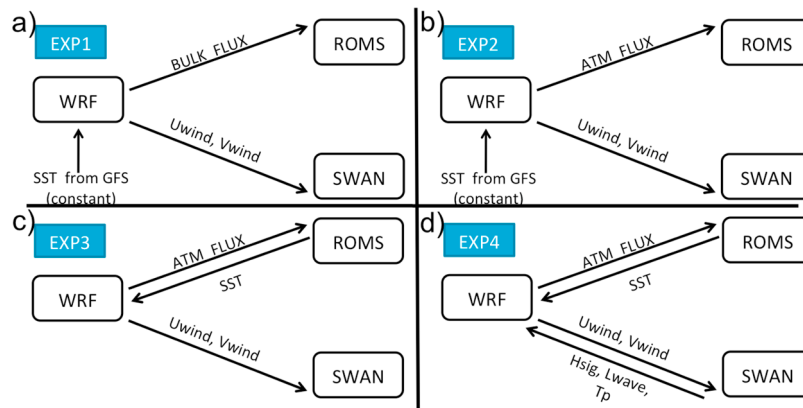 a)
EXP1
BULK FLUX
ROMS
WRF
Uwind, Vwind
SST from GFS
(constant)
SWAN
b)
EXP2
ATM FLUX
ROMS
WRF
Uwind, Vwind
SST from GFS
(constant)
SWAN
c)
EXP3
ATM FLUX
ROMS
SST
WRF
Uwind, Vwind
SWAN
d)
EXP4
ATM FLUX
ROMS
SST
WRF
Uwind, Vwind
Hsig, Lwave,
Tp
SWAN